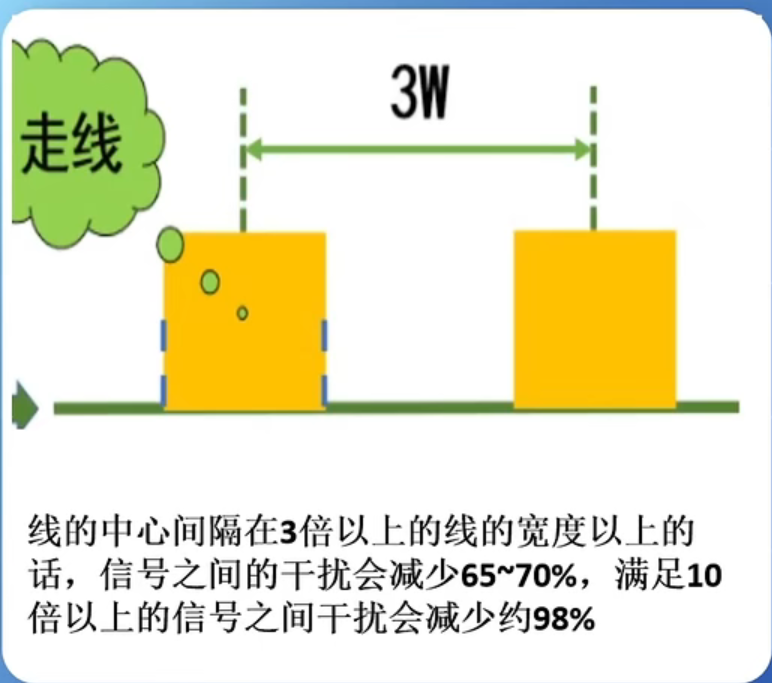 3W
走线
线的中心间隔在3倍以上的线的宽度以上的
话，信号之间的干扰会减少65~70%，满足10
倍以上的信号之间干扰会减少约98%